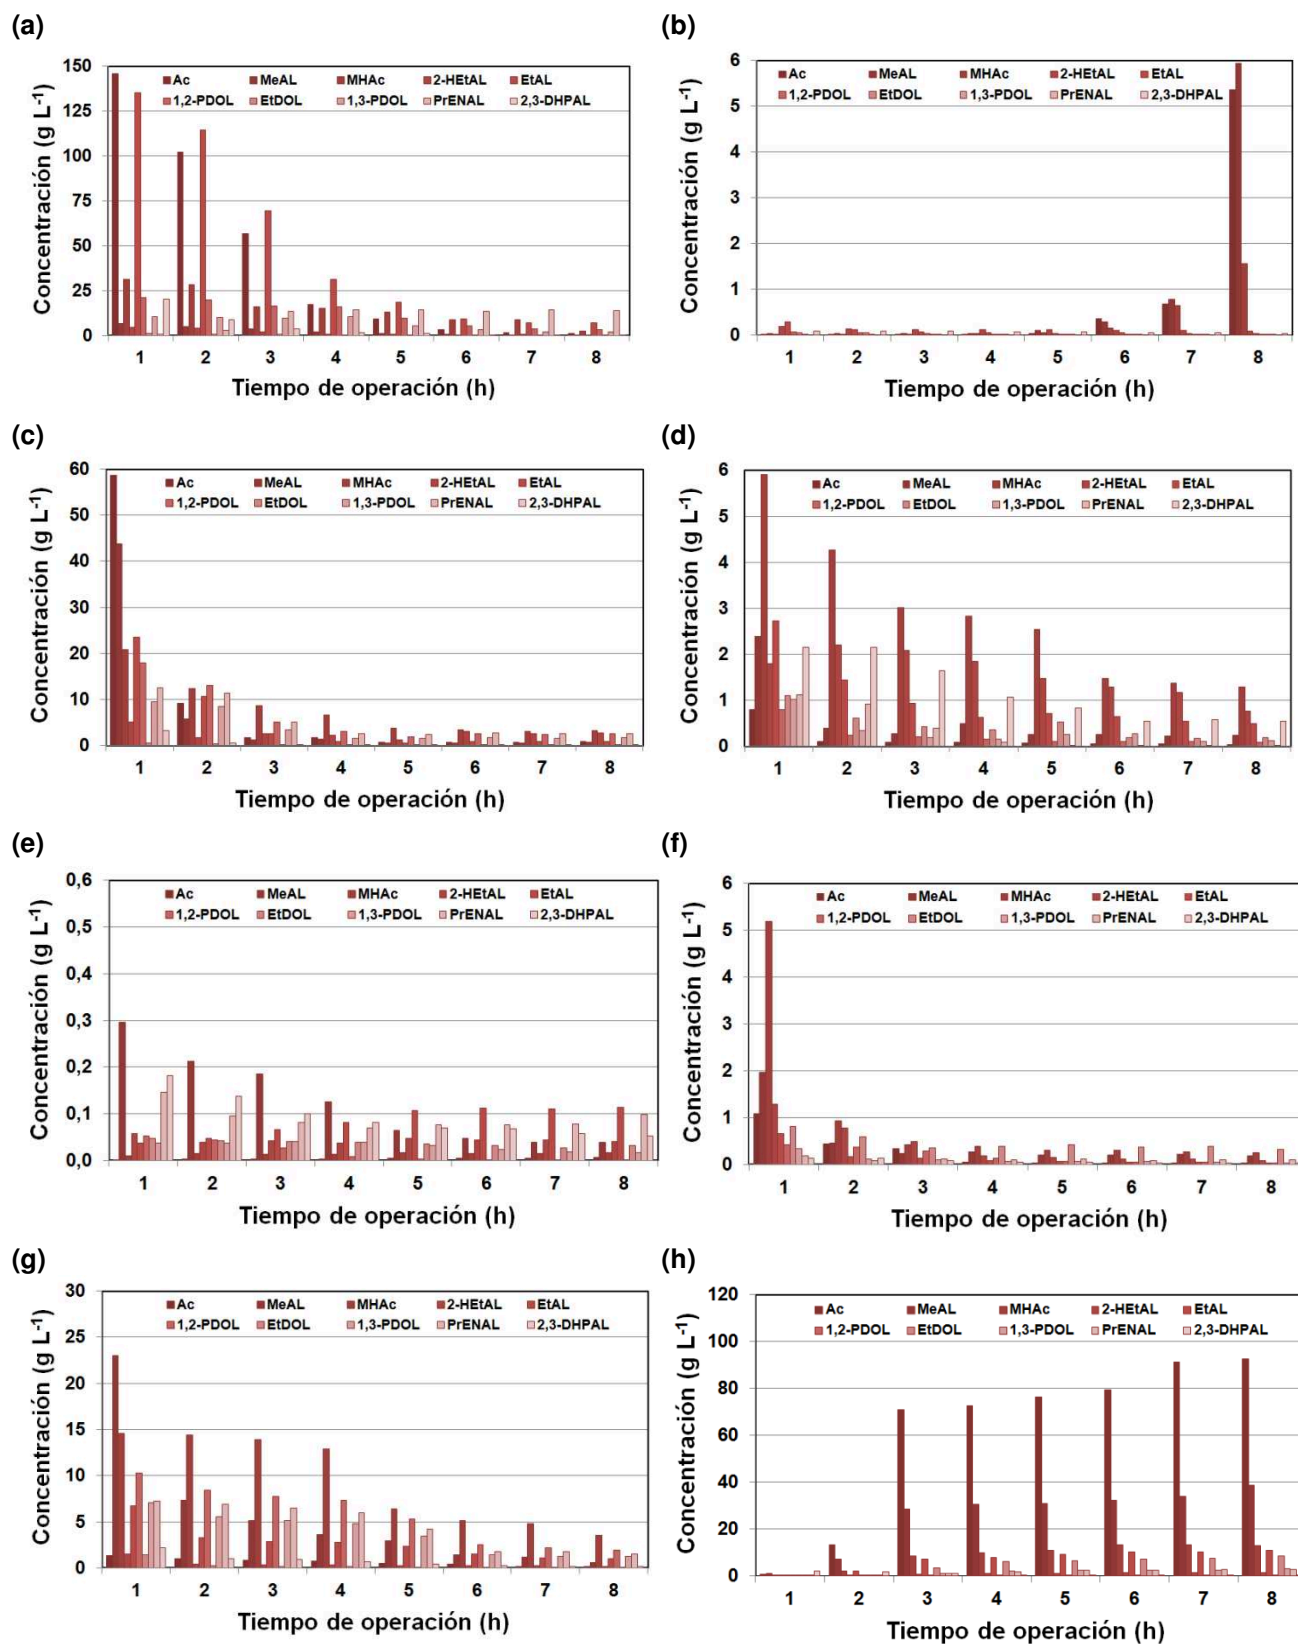 (a)
Concentración (g L-1)
150
125
100
75
50
25
0
Ac MeAL MHAc 2-HEtAL EtAL
1,2-PDOL EtDOL 1,3-PDOL PrENAL 2,3-DHPAL
1 2 3 4 5 6 7 8
Tiempo de operación (h)
(b)
Concentración (g L-1)
6
5
4
3
2
1
0
Ac MeAL MHAc 2-HEtAL EtAL
1,2-PDOL EtDOL 1,3-PDOL PrENAL 2,3-DHPAL
1 2 3 4 5 6 7 8
Tiempo de operación (h)
(c)
Concentración (g L-1)
60
50
40
30
20
10
0
Ac MeAL MHAc 2-HEtAL EtAL
1,2-PDOL EtDOL 1,3-PDOL PrENAL 2,3-DHPAL
1 2 3 4 5 6 7 8
Tiempo de operación (h)
(d)
Concentración (g L-1)
6
5
4
3
2
1
0
Ac MeAL MHAc 2-HEtAL EtAL
1,2-PDOL EtDOL 1,3-PDOL PrENAL 2,3-DHPAL
1 2 3 4 5 6 7 8
Tiempo de operación (h)
(e)
Concentración (g L-1)
0,6
0,5
0,4
0,3
0,2
0,1
0,0
Ac MeAL MHAc 2-HEtAL EtAL
1,2-PDOL EtDOL 1,3-PDOL PrENAL 2,3-DHPAL
1 2 3 4 5 6 7 8
Tiempo de operación (h)
(f)
Concentración (g L-1)
6
5
4
3
2
1
0
Ac MeAL MHAc 2-HEtAL EtAL
1,2-PDOL EtDOL 1,3-PDOL PrENAL 2,3-DHPAL
1 2 3 4 5 6 7 8
Tiempo de operación (h)
(g)
Concentración (g L-1)
30
25
20
15
10
5
0
Ac MeAL MHAc 2-HEtAL EtAL
1,2-PDOL EtDOL 1,3-PDOL PrENAL 2,3-DHPAL
1 2 3 4 5 6 7 8
Tiempo de operación (h)
(h)
Concentración (g L-1)
120
100
80
60
40
20
0
Ac MeAL MHAc 2-HEtAL EtAL
1,2-PDOL EtDOL 1,3-PDOL PrENAL 2,3-DHPAL
1 2 3 4 5 6 7 8
Tiempo de operación (h)